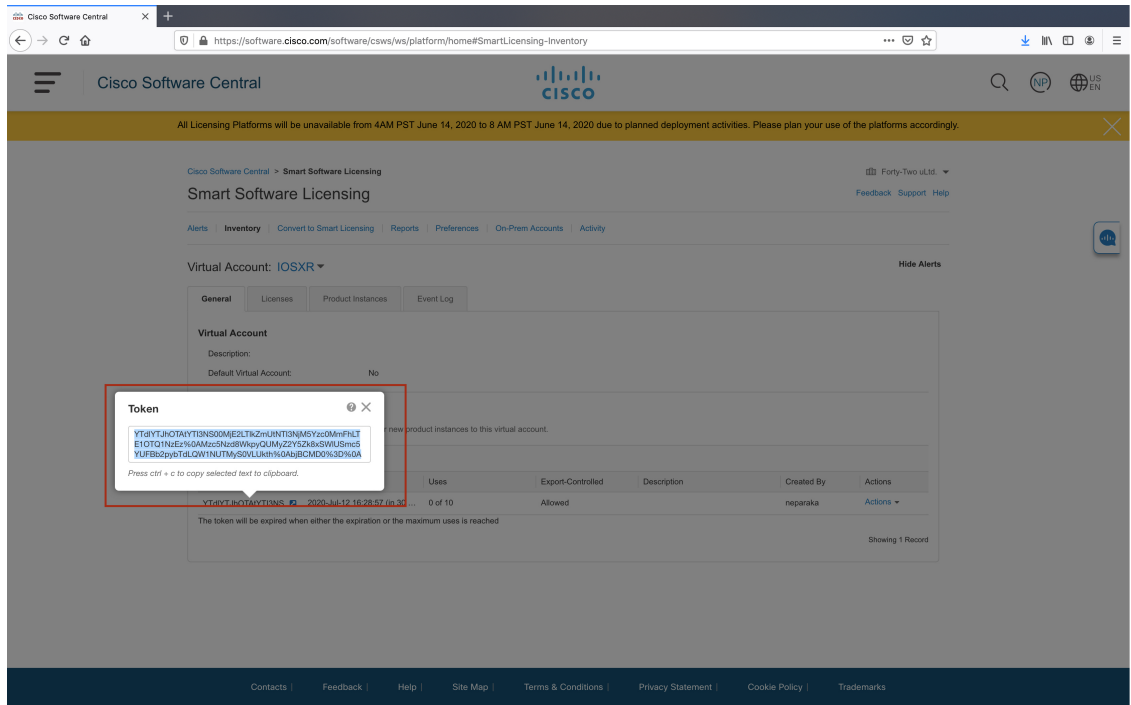 Cisco Software Central
https://software.cisco.com/software/csws/ws/platform/home#SmartLicensing-Inventory
Cisco Software Central
CISCO
NP
US
EN
All Licensing Platforms will be unavailable from 4AM PST June 14, 2020 to 8 AM PST June 14, 2020 due to planned deployment activities. Please plan your use of the platforms accordingly.
Cisco Software Central > Smart Software Licensing
Forty-Two uLtd.
Smart Software Licensing
Feedback Support Help
Alerts | Inventory | Convert to Smart Licensing | Reports | Preferences | On-Prem Accounts | Activity
Virtual Account: IOSXR
Hide Alerts
General Licenses Product Instances Event Log
Virtual Account
Description:
Default Virtual Account: No
Token
new product instances to this virtual account.
Press ctrl + c to copy selected text to clipboard.
Uses Export-Controlled Description Created By Actions
2020-Jul-12 16:28:57 (in 30 ... 0 of 10 Allowed neparaka Actions
The token will be expired when either the expiration or the maximum uses is reached
Showing 1 Record
Contacts | Feedback | Help | Site Map | Terms & Conditions | Privacy Statement | Cookie Policy | Trademarks